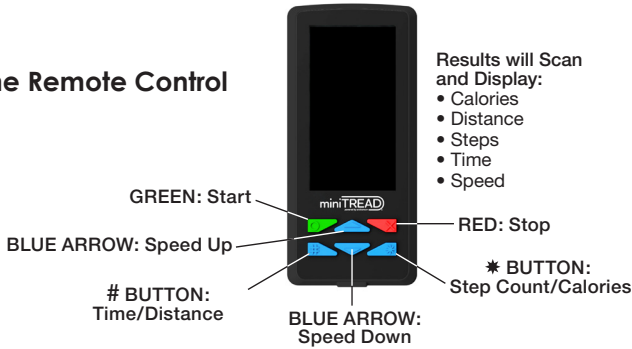 ne Remote Control
Results will Scan
and Display:
• Calories
• Distance
• Steps
• Time
• Speed
miniTREAD
GREEN: Start
RED: Stop
BLUE ARROW: Speed Up
# BUTTON:
Time/Distance
✷ BUTTON:
Step Count/Calories
BLUE ARROW:
Speed Down